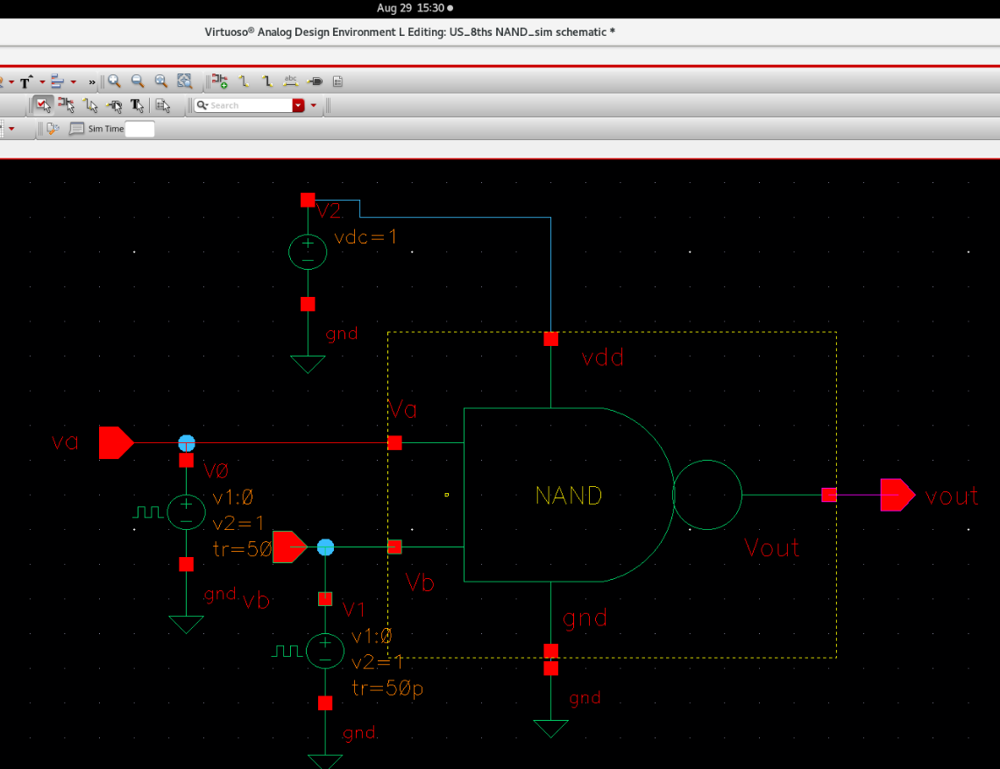 Aug 29 15:30
Virtuoso® Analog Design Environment L Editing: US_8ths NAND_sim schematic *
T
»
abc
T
Search
Sim Time
V2
vdc=1
gnd
vdd
Va
va
V0
v1:0
v2=1
tr=50
NAND
vout
Vout
Vb
gnd
vb
V1
v1:0
v2=1
tr=50p
gnd
gnd
gnd